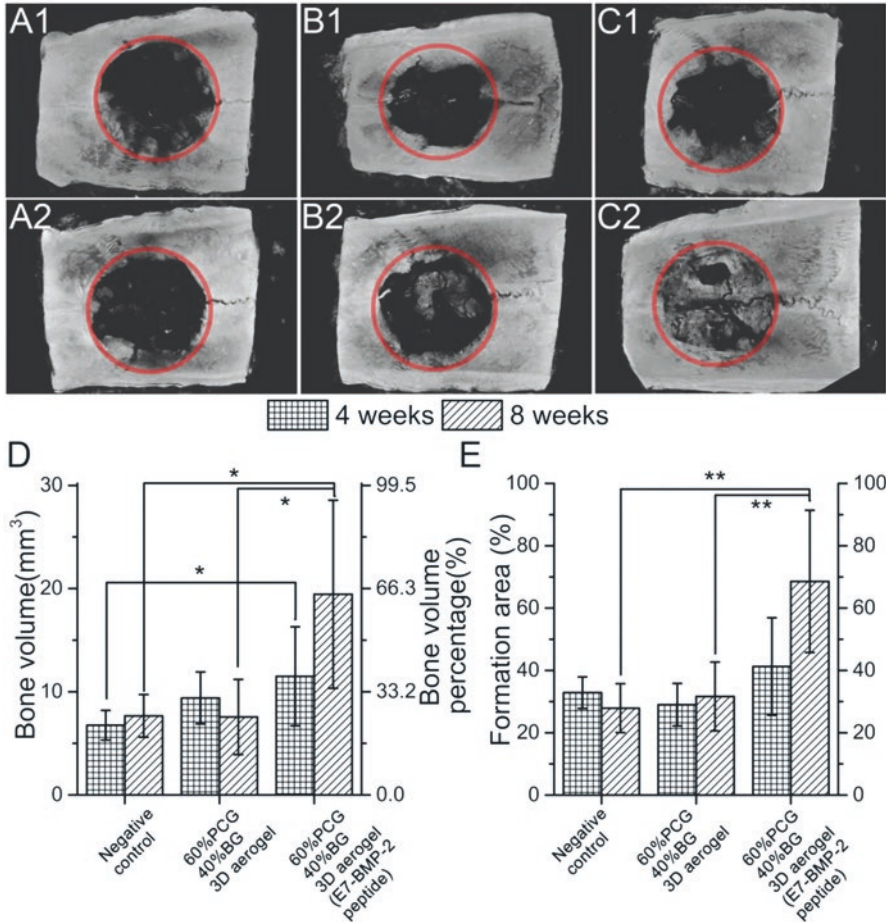 A1
B1
C1
A2
B2
C2
4 weeks
8 weeks
D
Bone volume(mm³)
30
20
10
0
*
*
*
99.5
66.3
33.2
0.0
Bone volume
percentage(%)
Negative
control
60%PCG
40%BG
3D aerogel
60%PCG
40%BG
3D aerogel
(E7-BMP-2
peptide)
E
Formation area (%)
100
80
60
40
20
0
**
**
100
80
60
40
20
0
Negative
control
60%PCG
40%BG
3D aerogel
60%PCG
40%BG
3D aerogel
(E7-BMP-2
peptide)